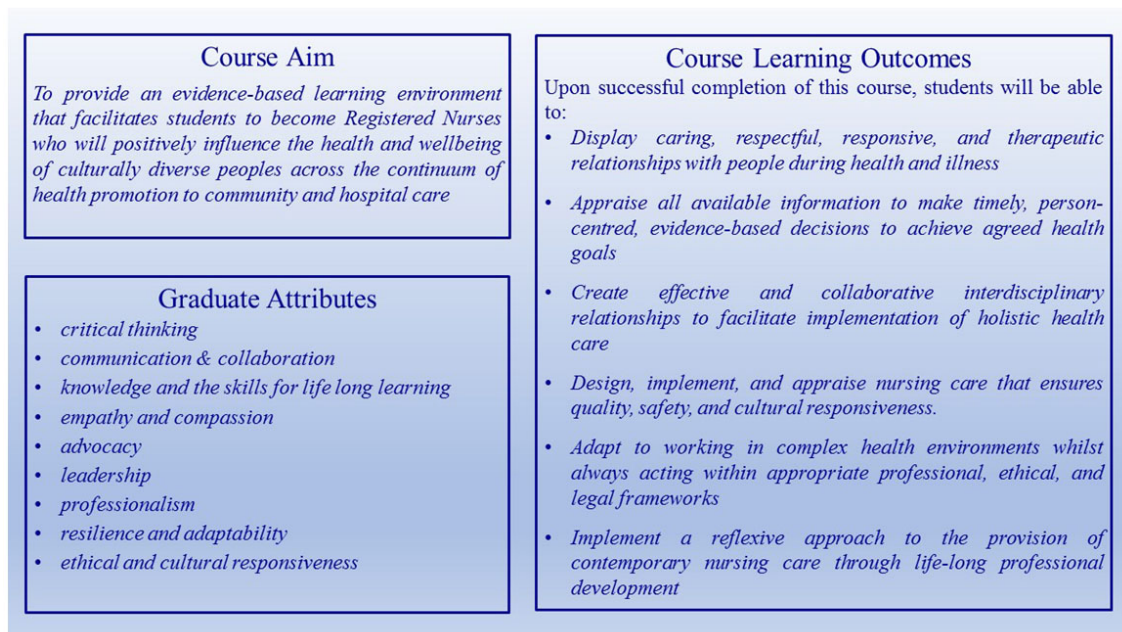 Course Aim
To provide an evidence-based learning environment
that facilitates students to become Registered Nurses
who will positively influence the health and wellbeing
of culturally diverse peoples across the continuum of
health promotion to community and hospital care
Graduate Attributes
• critical thinking
• communication & collaboration
• knowledge and the skills for life long learning
• empathy and compassion
• advocacy
• leadership
• professionalism
• resilience and adaptability
• ethical and cultural responsiveness
Course Learning Outcomes
Upon successful completion of this course, students will be able
to:
• Display caring, respectful, responsive, and therapeutic
relationships with people during health and illness
• Appraise all available information to make timely, person-
centred, evidence-based decisions to achieve agreed health
goals
• Create effective and collaborative interdisciplinary
relationships to facilitate implementation of holistic health
care
• Design, implement, and appraise nursing care that ensures
quality, safety, and cultural responsiveness.
• Adapt to working in complex health environments whilst
always acting within appropriate professional, ethical, and
legal frameworks
• Implement a reflexive approach to the provision of
contemporary nursing care through life-long professional
development